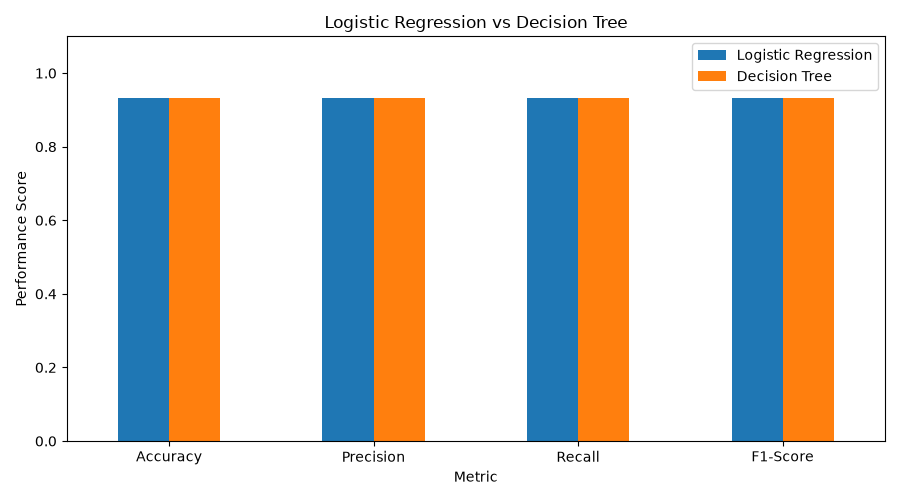 Logistic Regression vs Decision Tree
Logistic Regression
Decision Tree
Performance Score
1.0
0.8
0.6
0.4
0.2
0.0
Accuracy
Precision
Recall
F1-Score
Metric